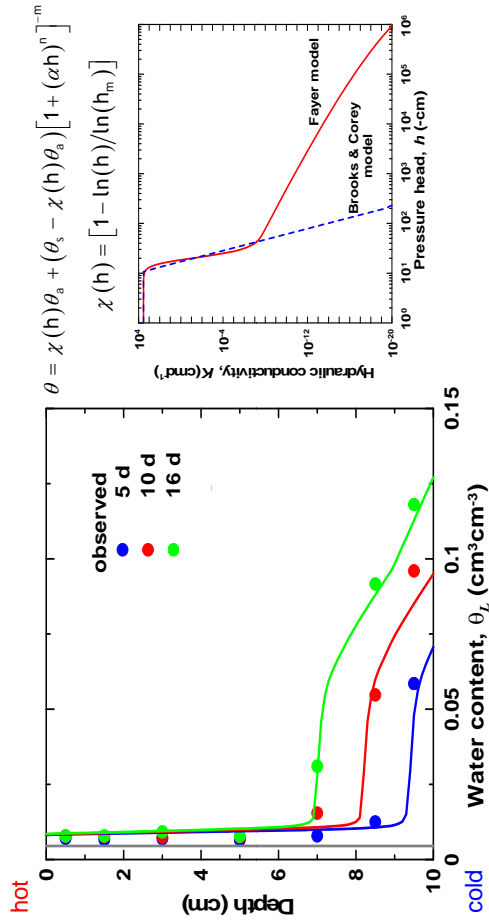 hot
0
2
4
6
8
10
Depth (cm)
cold
0
0.05
0.1
0.15
Water content, θL (cm³cm⁻³)
observed
5 d
10 d
16 d
θ = χ(h)θa + (θs − χ(h)θa)[1 + (αh)ⁿ]⁻ᵐ
χ(h) = [1 − ln(h)/ln(hm)]
10⁴
10⁻⁴
10⁻¹²
10⁻²⁰
Hydraulic conductivity, K(cmd⁻¹)
Fayer model
Brooks & Corey
model
10⁰
10¹
10²
10³
10⁴
10⁵
10⁶
Pressure head, h (-cm)